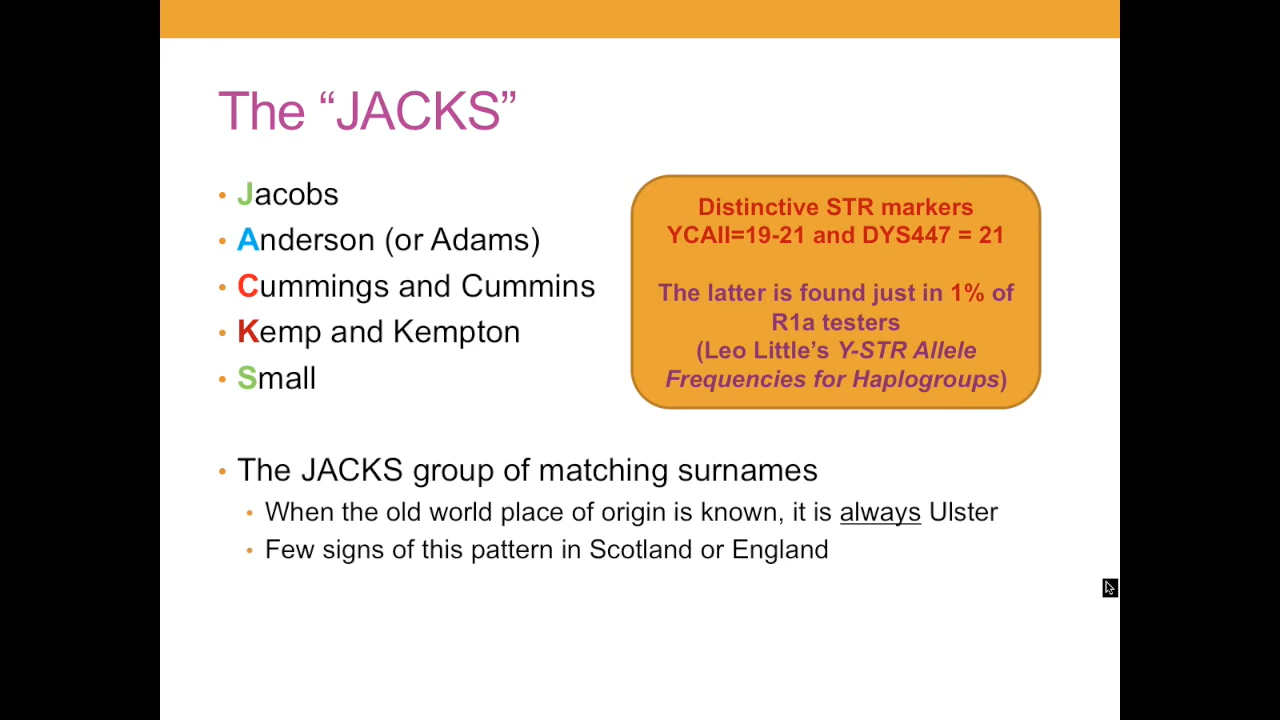 The “JACKS”
• Jacobs
• Anderson (or Adams)
• Cummings and Cummins
• Kemp and Kempton
• Small
Distinctive STR markers
YCAII=19-21 and DYS447 = 21
The latter is found just in 1% of
R1a testers
(Leo Little’s Y-STR Allele
Frequencies for Haplogroups)
• The JACKS group of matching surnames
• When the old world place of origin is known, it is always Ulster
• Few signs of this pattern in Scotland or England